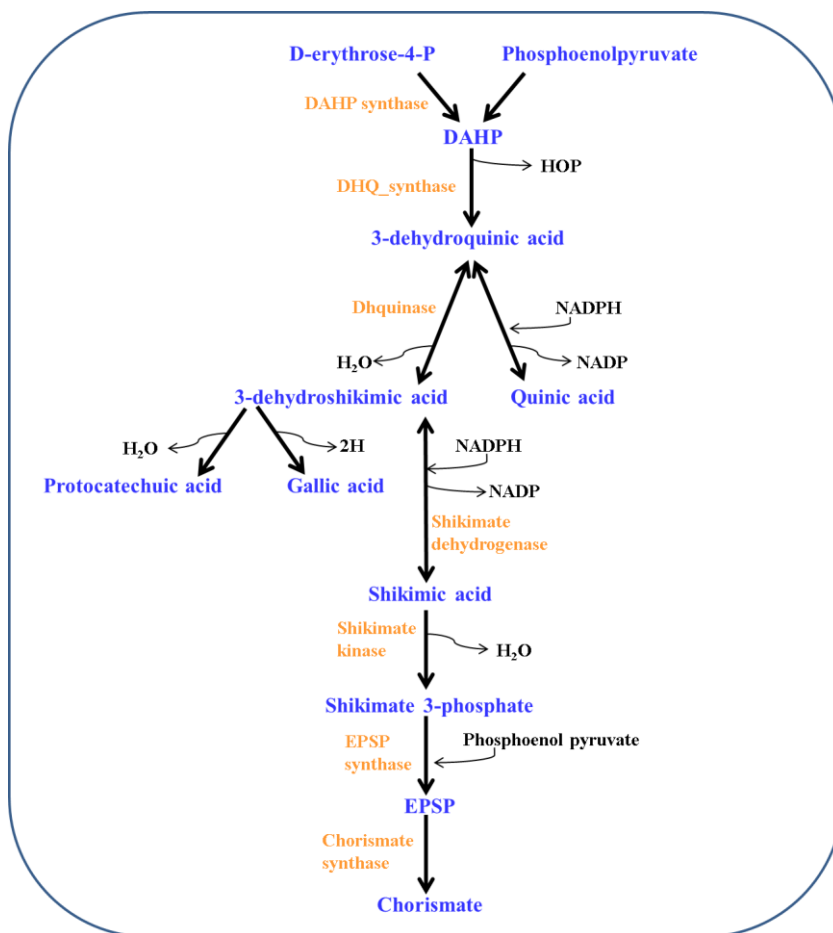 D-erythrose-4-P
Phosphoenolpyruvate
DAHP synthase
DAHP
HOP
DHQ_synthase
3-dehydroquinic acid
Dhquinase
NADPH
H₂O
NADP
3-dehydroshikimic acid
Quinic acid
H₂O
2H
NADPH
Protocatechuic acid
Gallic acid
NADP
Shikimate
dehydrogenase
Shikimic acid
Shikimate
kinase
H₂O
Shikimate 3-phosphate
EPSP
synthase
Phosphoenol pyruvate
EPSP
Chorismate
synthase
Chorismate